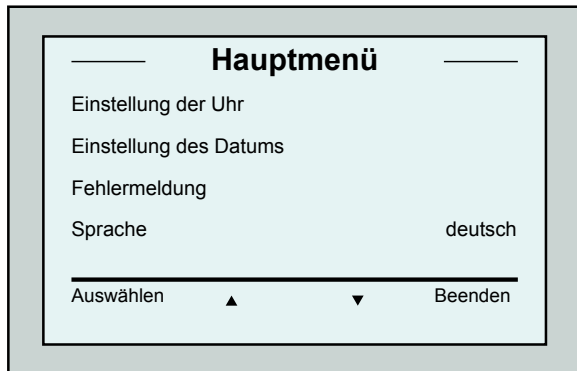 Hauptmenü
Einstellung der Uhr
Einstellung des Datums
Fehlermeldung
Sprache deutsch
Auswählen ▲ ▼ Beenden